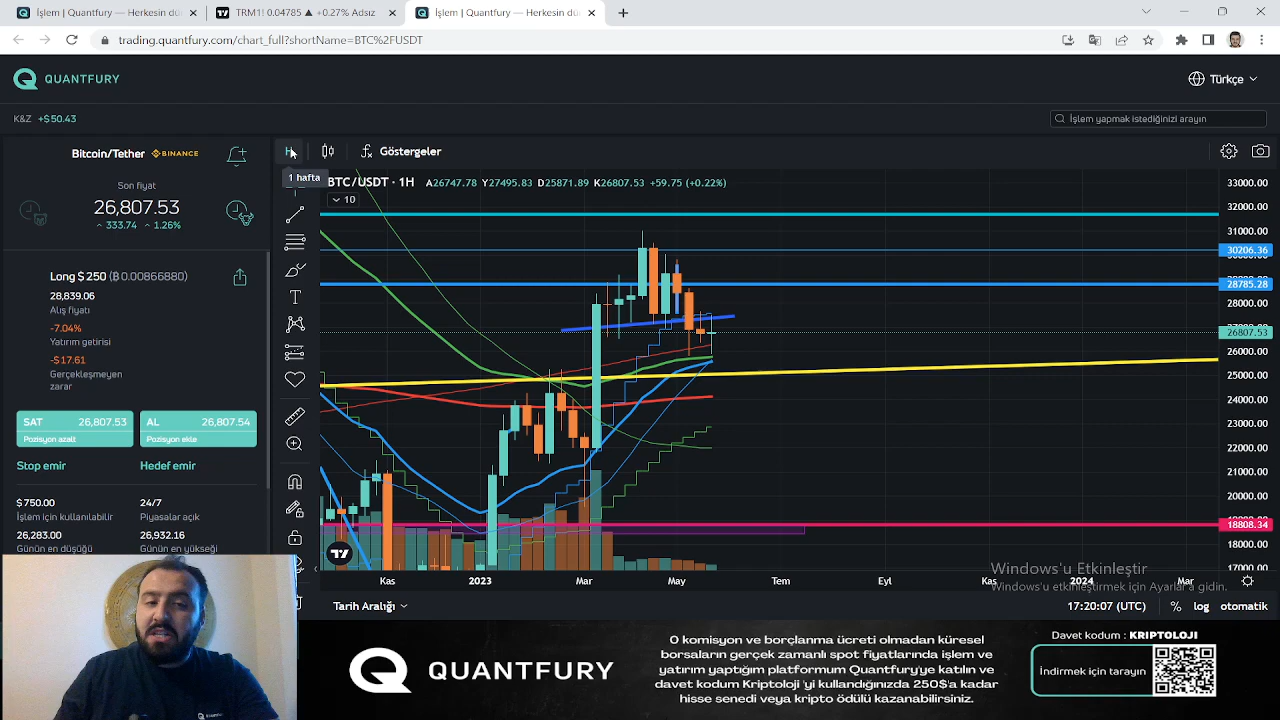 İşlem | Quantfury — Herkesin dü
TRM1! 0.04785 ▲ +0.27% Adsız
İşlem | Quantfury — Herkesin dü
trading.quantfury.com/chart_full?shortName=BTC%2FUSDT
QUANTFURY
Türkçe
K&Z +$50.43
İşlem yapmak istediğinizi arayın
Bitcoin/Tether BINANCE
Son fiyat
26,807.53
333.74 1.26%
Long $ 250 (₿ 0.00866880)
28,839.06
Alış fiyatı
-7.04%
Yatırım getirisi
-$17.61
Gerçekleşmeyen
zarar
SAT 26,807.53
Pozisyon azalt
AL 26,807.54
Pozisyon ekle
Stop emir
Hedef emir
$ 750.00
İşlem için kullanılabilir
24/7
Piyasalar açık
26,283.00
Günün en düşüğü
26,932.16
Günün en yükseği
H
Göstergeler
1 hafta
BTC/USDT · 1H A26747.78 Y27495.83 D25871.89 K26807.53 +59.75 (+0.22%)
10
33000.00
32000.00
31000.00
30206.36
28785.28
28000.00
26807.53
26000.00
25000.00
24000.00
23000.00
22000.00
21000.00
20000.00
18808.34
18000.00
17000.00
Kas 2023 Mar May Tem Eyl Kas 2024 Mar
Windows'u Etkinleştir
Windows'u etkinleştirmek için Ayarlar'a gidin.
Tarih Aralığı
17:20:07 (UTC) % log otomatik
QUANTFURY
0 komisyon ve borçlanma ücreti olmadan küresel
borsaların gerçek zamanlı spot fiyatlarında işlem ve
yatırım yaptığım platformum Quantfury'ye katılın ve
davet kodum Kriptoloji 'yi kullandığınızda 250$'a kadar
hisse senedi veya kripto ödülü kazanabilirsiniz.
Davet kodum : KRIPTOLOJI
İndirmek için tarayın